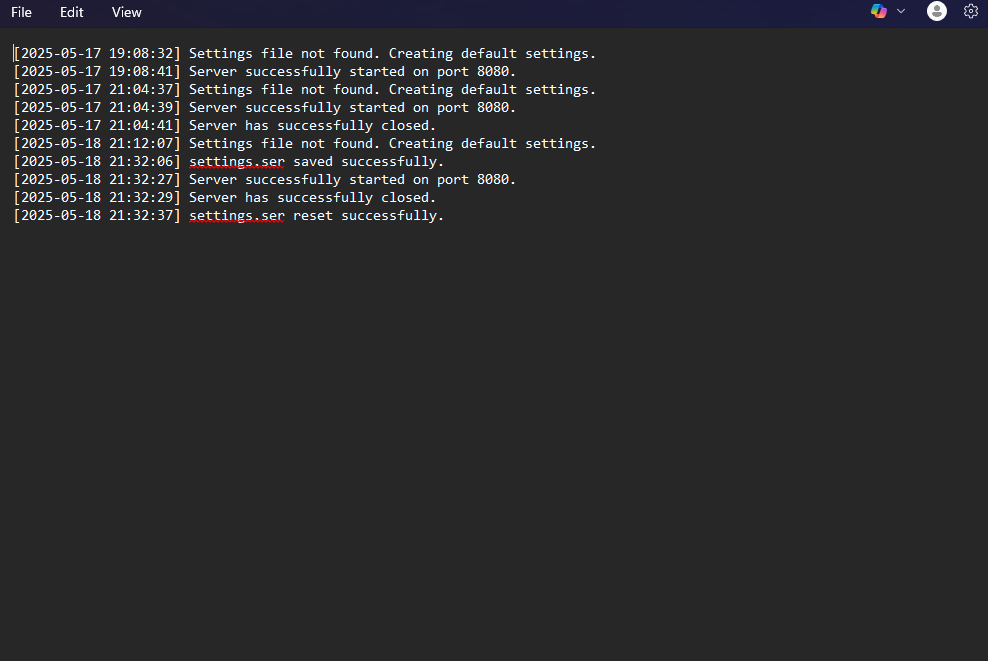 File Edit View
[2025-05-17 19:08:32] Settings file not found. Creating default settings.
[2025-05-17 19:08:41] Server successfully started on port 8080.
[2025-05-17 21:04:37] Settings file not found. Creating default settings.
[2025-05-17 21:04:39] Server successfully started on port 8080.
[2025-05-17 21:04:41] Server has successfully closed.
[2025-05-18 21:12:07] Settings file not found. Creating default settings.
[2025-05-18 21:32:06] settings.ser saved successfully.
[2025-05-18 21:32:27] Server successfully started on port 8080.
[2025-05-18 21:32:29] Server has successfully closed.
[2025-05-18 21:32:37] settings.ser reset successfully.